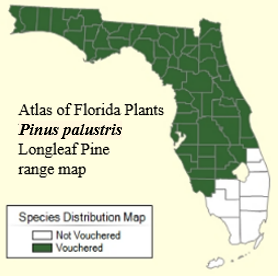 Atlas of Florida Plants
Pinus palustris
Longleaf Pine
range map
Species Distribution Map
Not Vouchered
Vouchered